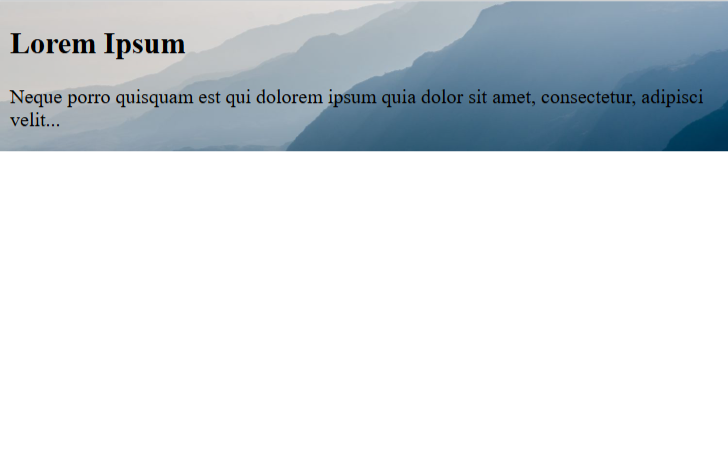 Lorem Ipsum
Neque porro quisquam est qui dolorem ipsum quia dolor sit amet, consectetur, adipisci
velit...